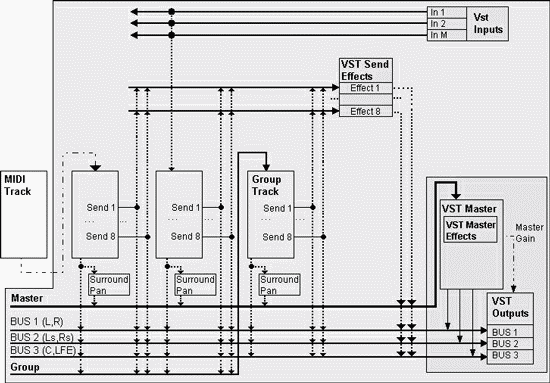 In 1
In 2
In M
Vst
Inputs
VST Send
Effects
Effect 1
...
Effect 8
MIDI
Track
Group
Track
Send 1
...
Send 8
Send 1
...
Send 8
Send 1
...
Send 8
Surround
Pan
Surround
Pan
Surround
Pan
VST Master
VST Master
Effects
Master
Gain
VST
Outputs
BUS 1
BUS 2
BUS 3
Master
BUS 1 (L,R)
BUS 2 (Ls,Rs)
BUS 3 (C,LFE)
Group